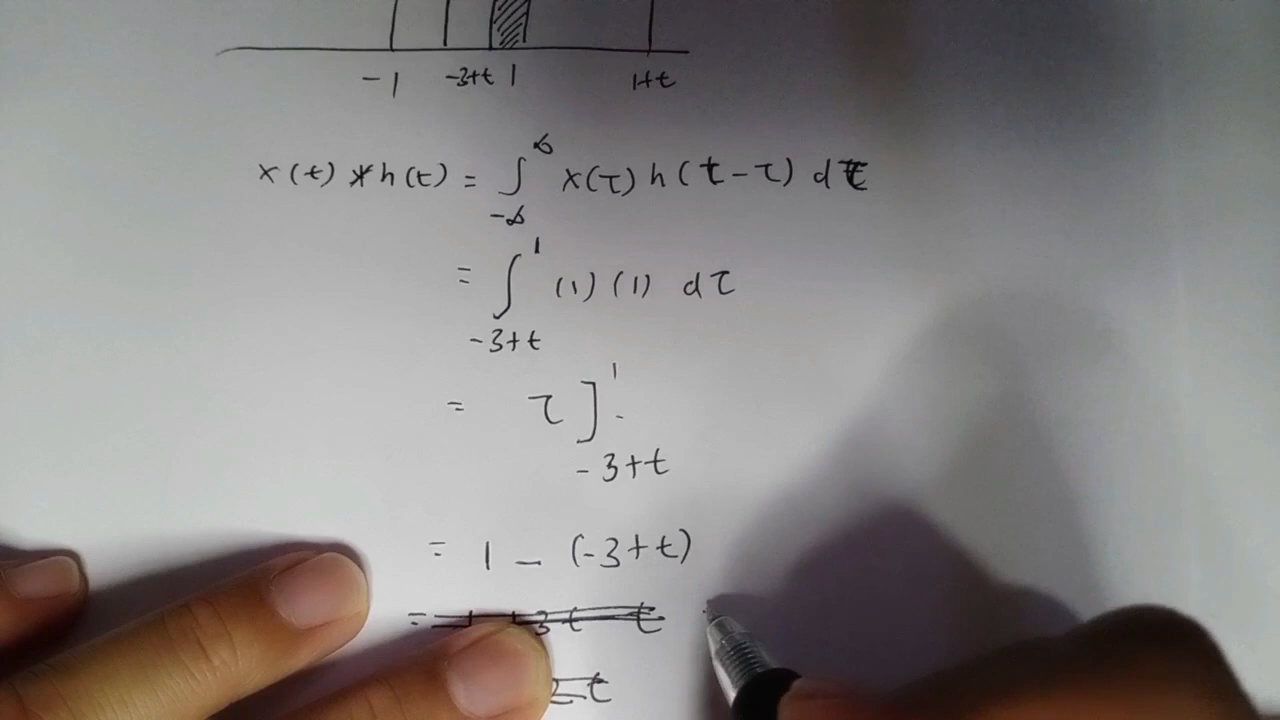 -1 -3+t 1 1+t
x(t) * h(t) = ∫_{-∞}^{∞} x(τ) h(t-τ) dτ
= ∫_{-3+t}^{1} (1)(1) dτ
= τ]_{-3+t}^{1}
= 1 - (-3+t)
=